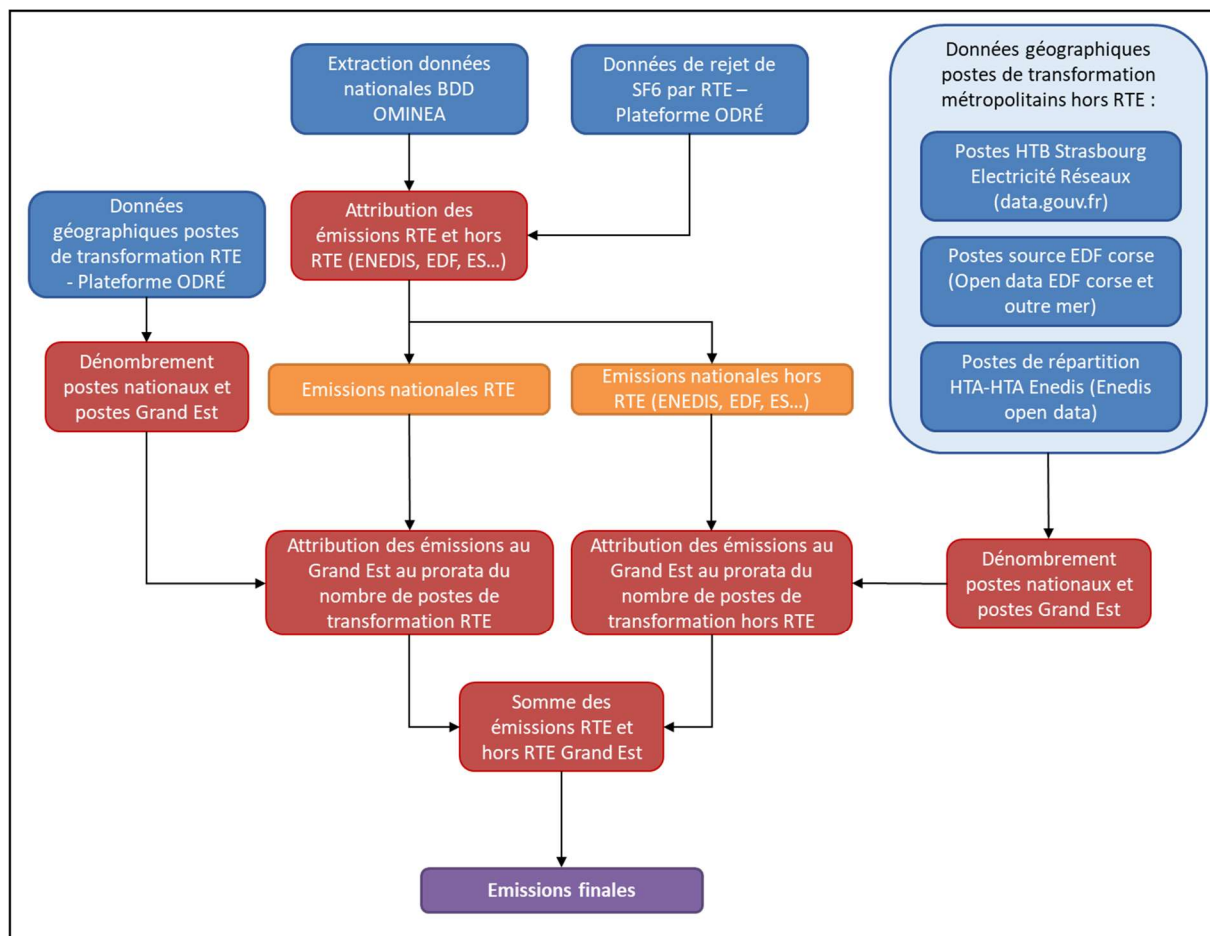 Extraction données
nationales BDD
OMINEA
Données de rejet de
SF6 par RTE –
Plateforme ODRÉ
Données géographiques
postes de transformation
métropolitains hors RTE :
Postes HTB Strasbourg
Electricité Réseaux
(data.gouv.fr)
Postes source EDF corse
(Open data EDF corse et
outre mer)
Postes de répartition
HTA-HTA Enedis (Enedis
open data)
Données
géographiques postes
de transformation RTE
- Plateforme ODRÉ
Attribution des
émissions RTE et hors
RTE (ENEDIS, EDF, ES...)
Dénombrement
postes nationaux et
postes Grand Est
Emissions nationales RTE
Emissions nationales hors
RTE (ENEDIS, EDF, ES...)
Attribution des émissions au
Grand Est au prorata du
nombre de postes de
transformation RTE
Attribution des émissions au
Grand Est au prorata du
nombre de postes de
transformation hors RTE
Dénombrement
postes nationaux et
postes Grand Est
Somme des
émissions RTE et
hors RTE Grand Est
Emissions finales